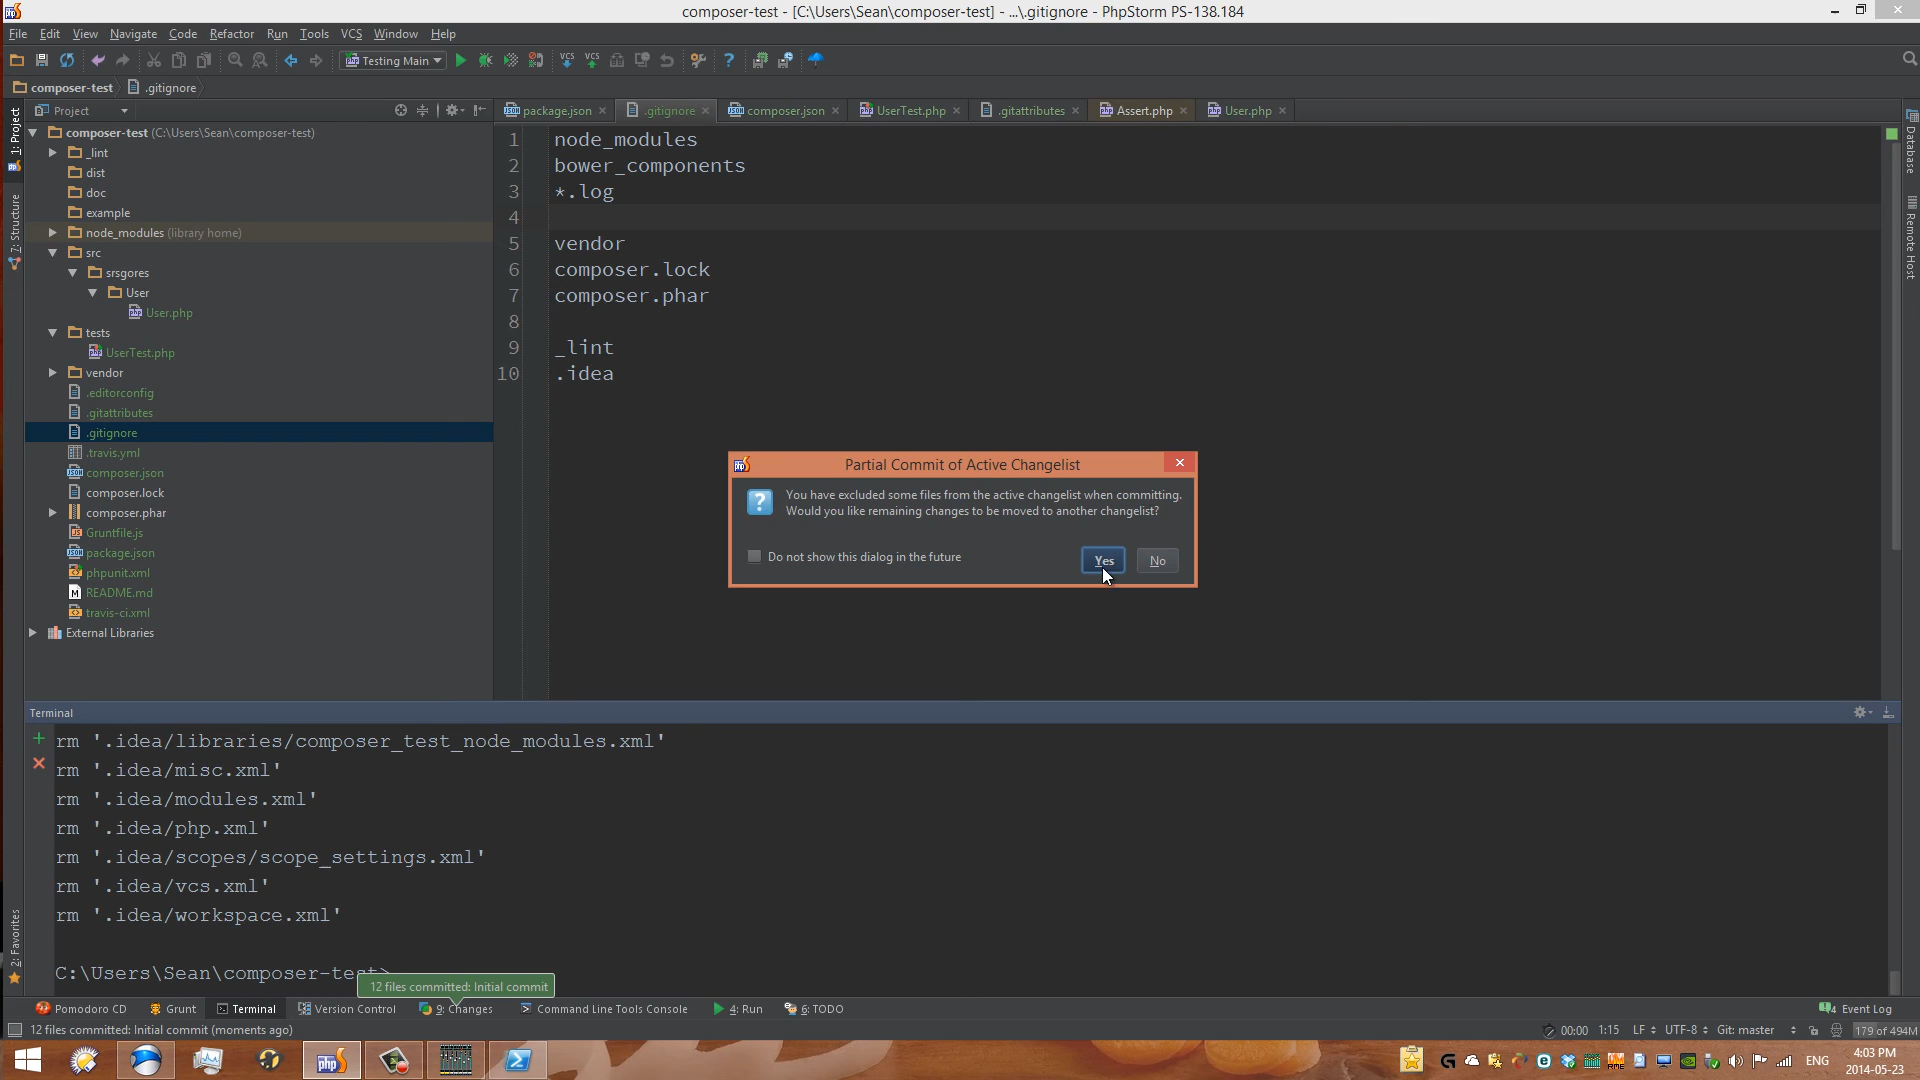 composer-test - [C:\Users\Sean\composer-test] - ...\.gitignore - PhpStorm PS-138.184
File Edit View Navigate Code Refactor Run Tools VCS Window Help
Testing Main
composer-test .gitignore
Project
package.json .gitignore composer.json UserTest.php .gitattributes Assert.php User.php
1: Project
7: Structure
2: Favorites
composer-test (C:\Users\Sean\composer-test)
_lint
dist
doc
example
node_modules (library home)
src
srsgores
User
User.php
tests
UserTest.php
vendor
.editorconfig
.gitattributes
.gitignore
.travis.yml
composer.json
composer.lock
composer.phar
Gruntfile.js
package.json
phpunit.xml
README.md
travis-ci.xml
External Libraries
1 node_modules
2 bower_components
3 *.log
4
5 vendor
6 composer.lock
7 composer.phar
8
9 _lint
10 .idea
Database
Remote Host
Partial Commit of Active Changelist
You have excluded some files from the active changelist when committing.
Would you like remaining changes to be moved to another changelist?
Do not show this dialog in the future
Yes No
Terminal
rm '.idea/libraries/composer_test_node_modules.xml'
rm '.idea/misc.xml'
rm '.idea/modules.xml'
rm '.idea/php.xml'
rm '.idea/scopes/scope_settings.xml'
rm '.idea/vcs.xml'
rm '.idea/workspace.xml'
C:\Users\Sean\composer-test>
12 files committed: Initial commit
Pomodoro CD Grunt Terminal Version Control 9: Changes Command Line Tools Console 4: Run 6: TODO Event Log
12 files committed: Initial commit (moments ago) 00:00 1:15 LF UTF-8 Git: master 179 of 494M
ENG
4:03 PM
2014-05-23